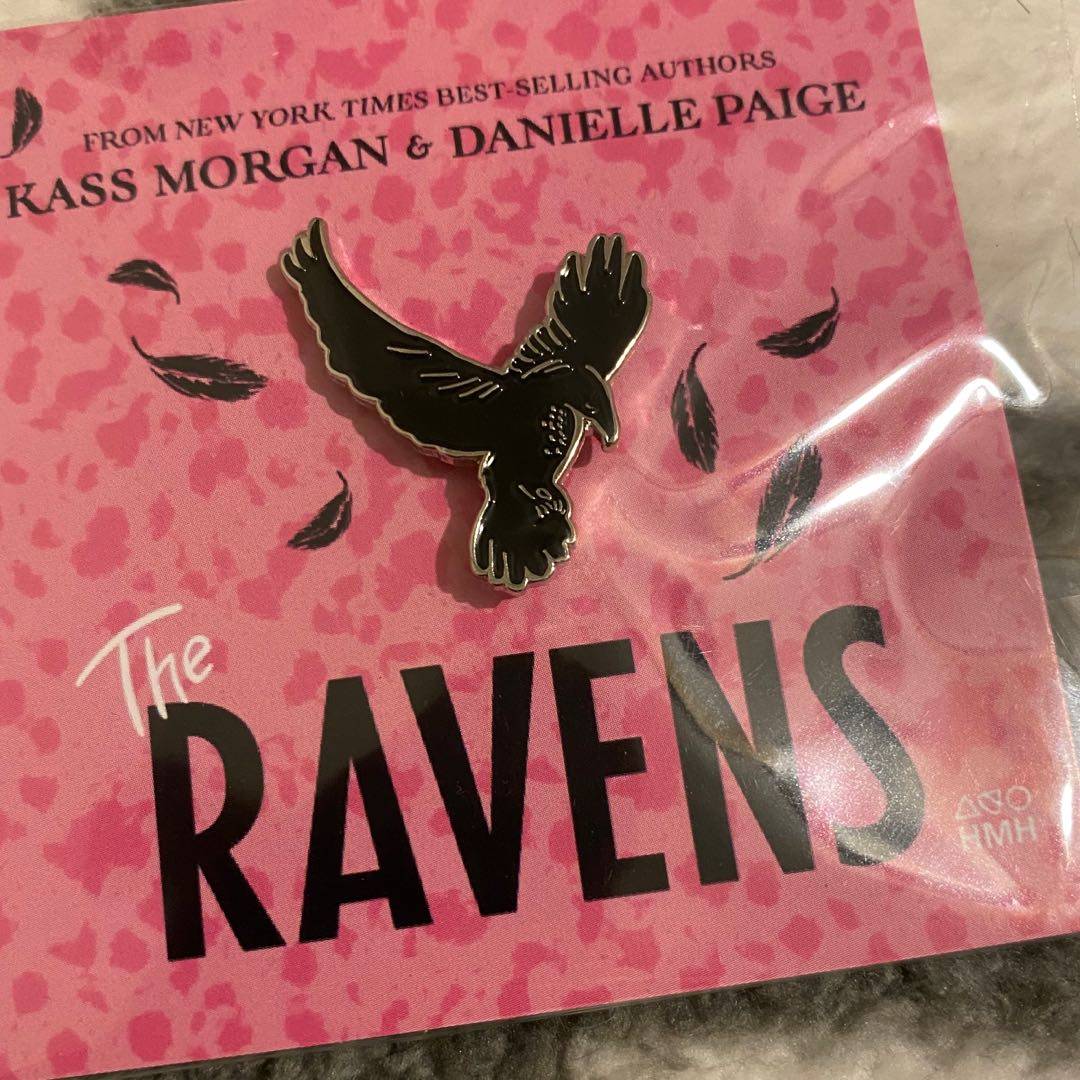 FROM NEW YORK TIMES BEST-SELLING AUTHORS
KASS MORGAN & DANIELLE PAIGE
The
RAVENS
HMH